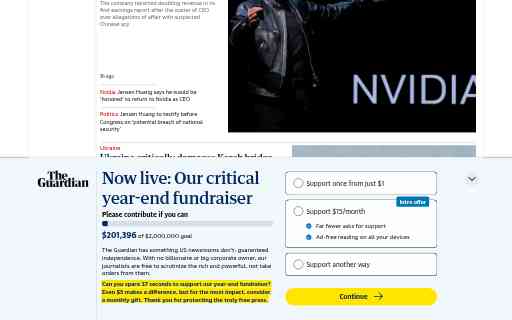 The company reported doubling revenue in its
first earnings report after the ouster of CEO
over allegations of affair with suspected
Chinese spy
Nvidia Jensen Huang says he would be
'honored' to return to Nvidia as CEO
Politics Jensen Huang to testify before
Congress on 'potential breach of national
security'
NVIDIA
Ukraine
Ukraine critically damages Kerch bridge
The
Guardian
Now live: Our critical
year-end fundraiser
Please contribute if you can
$201,396 of $2,000,000 goal
The Guardian has something US newsrooms don't - guaranteed
independence. With no billionaire or big corporate owner, our
journalists are free to scrutinize the rich and powerful, not take
orders from them.
Can you spare 37 seconds to support our year-end fundraiser?
Even $5 makes a difference, but for the most impact, consider
a monthly gift. Thank you for protecting the truly free press.
Support once from just $1
Intro offer
Support $15/month
Far fewer asks for support
Ad-free reading on all your devices
Support another way
Continue